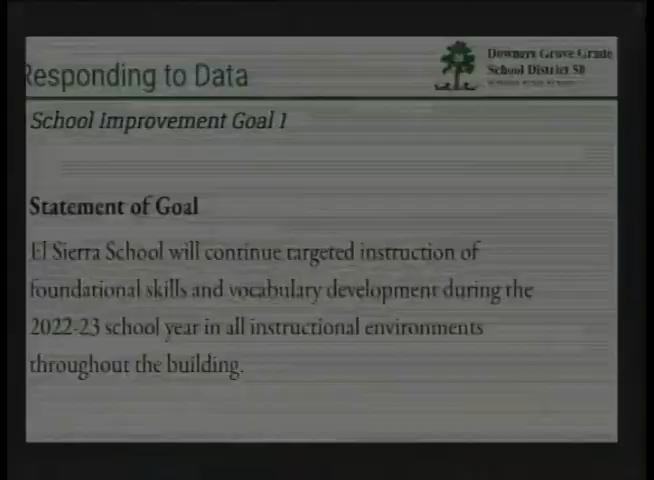 Responding to Data
Downers Grove Grade
School District 58
School Improvement Goal 1
Statement of Goal
El Sierra School will continue targeted instruction of
foundational skills and vocabulary development during the
2022-23 school year in all instructional environments
throughout the building.